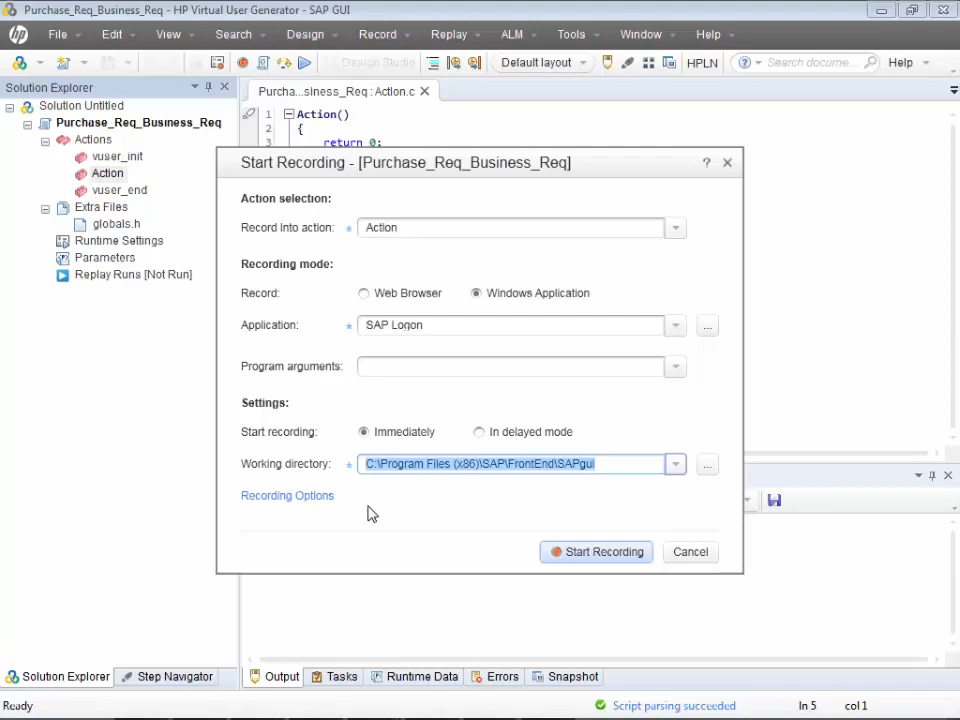 Purchase_Req_Business_Req - HP Virtual User Generator - SAP GUI
hp File Edit View Search Design Record Replay ALM Tools Window Help
Design Studio Default layout HPLN Search docume... Help
Solution Explorer
Purcha...siness_Req : Action.c
Solution Untitled
Purchase_Req_Business_Req
Actions
vuser_init
Action
vuser_end
Extra Files
globals.h
Runtime Settings
Parameters
Replay Runs [Not Run]
1 Action()
2 {
3 return 0;
Start Recording - [Purchase_Req_Business_Req]
Action selection:
Record into action: * Action
Recording mode:
Record: Web Browser Windows Application
Application: * SAP Logon ...
Program arguments:
Settings:
Start recording: Immediately In delayed mode
Working directory: * C:\Program Files (x86)\SAP\FrontEnd\SAPgui ...
Recording Options
Start Recording Cancel
Solution Explorer Step Navigator Output Tasks Runtime Data Errors Snapshot
Ready Script parsing succeeded ln 5 col 1